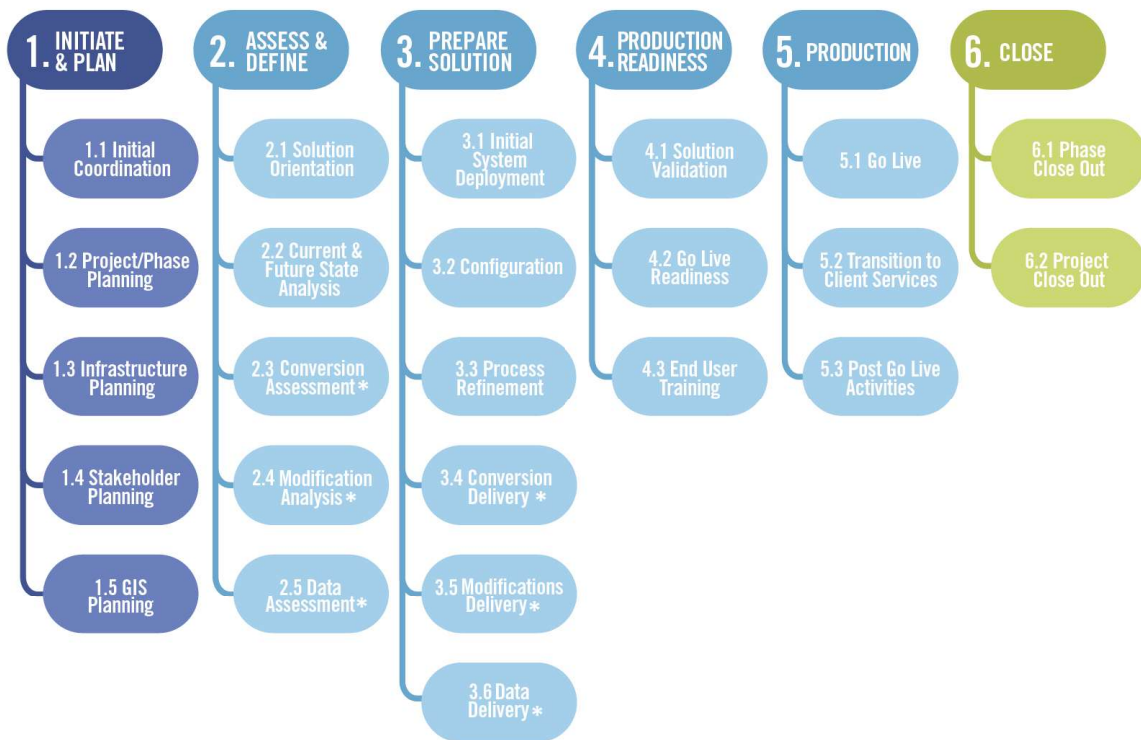 1. INITIATE
& PLAN
1.1 Initial
Coordination
1.2 Project/Phase
Planning
1.3 Infrastructure
Planning
1.4 Stakeholder
Planning
1.5 GIS
Planning
2. ASSESS &
DEFINE
2.1 Solution
Orientation
2.2 Current &
Future State
Analysis
2.3 Conversion
Assessment*
2.4 Modification
Analysis*
2.5 Data
Assessment*
3. PREPARE
SOLUTION
3.1 Initial
System
Deployment
3.2 Configuration
3.3 Process
Refinement
3.4 Conversion
Delivery *
3.5 Modifications
Delivery*
3.6 Data
Delivery*
4. PRODUCTION
READINESS
4.1 Solution
Validation
4.2 Go Live
Readiness
4.3 End User
Training
5. PRODUCTION
5.1 Go Live
5.2 Transition to
Client Services
5.3 Post Go Live
Activities
6. CLOSE
6.1 Phase
Close Out
6.2 Project
Close Out